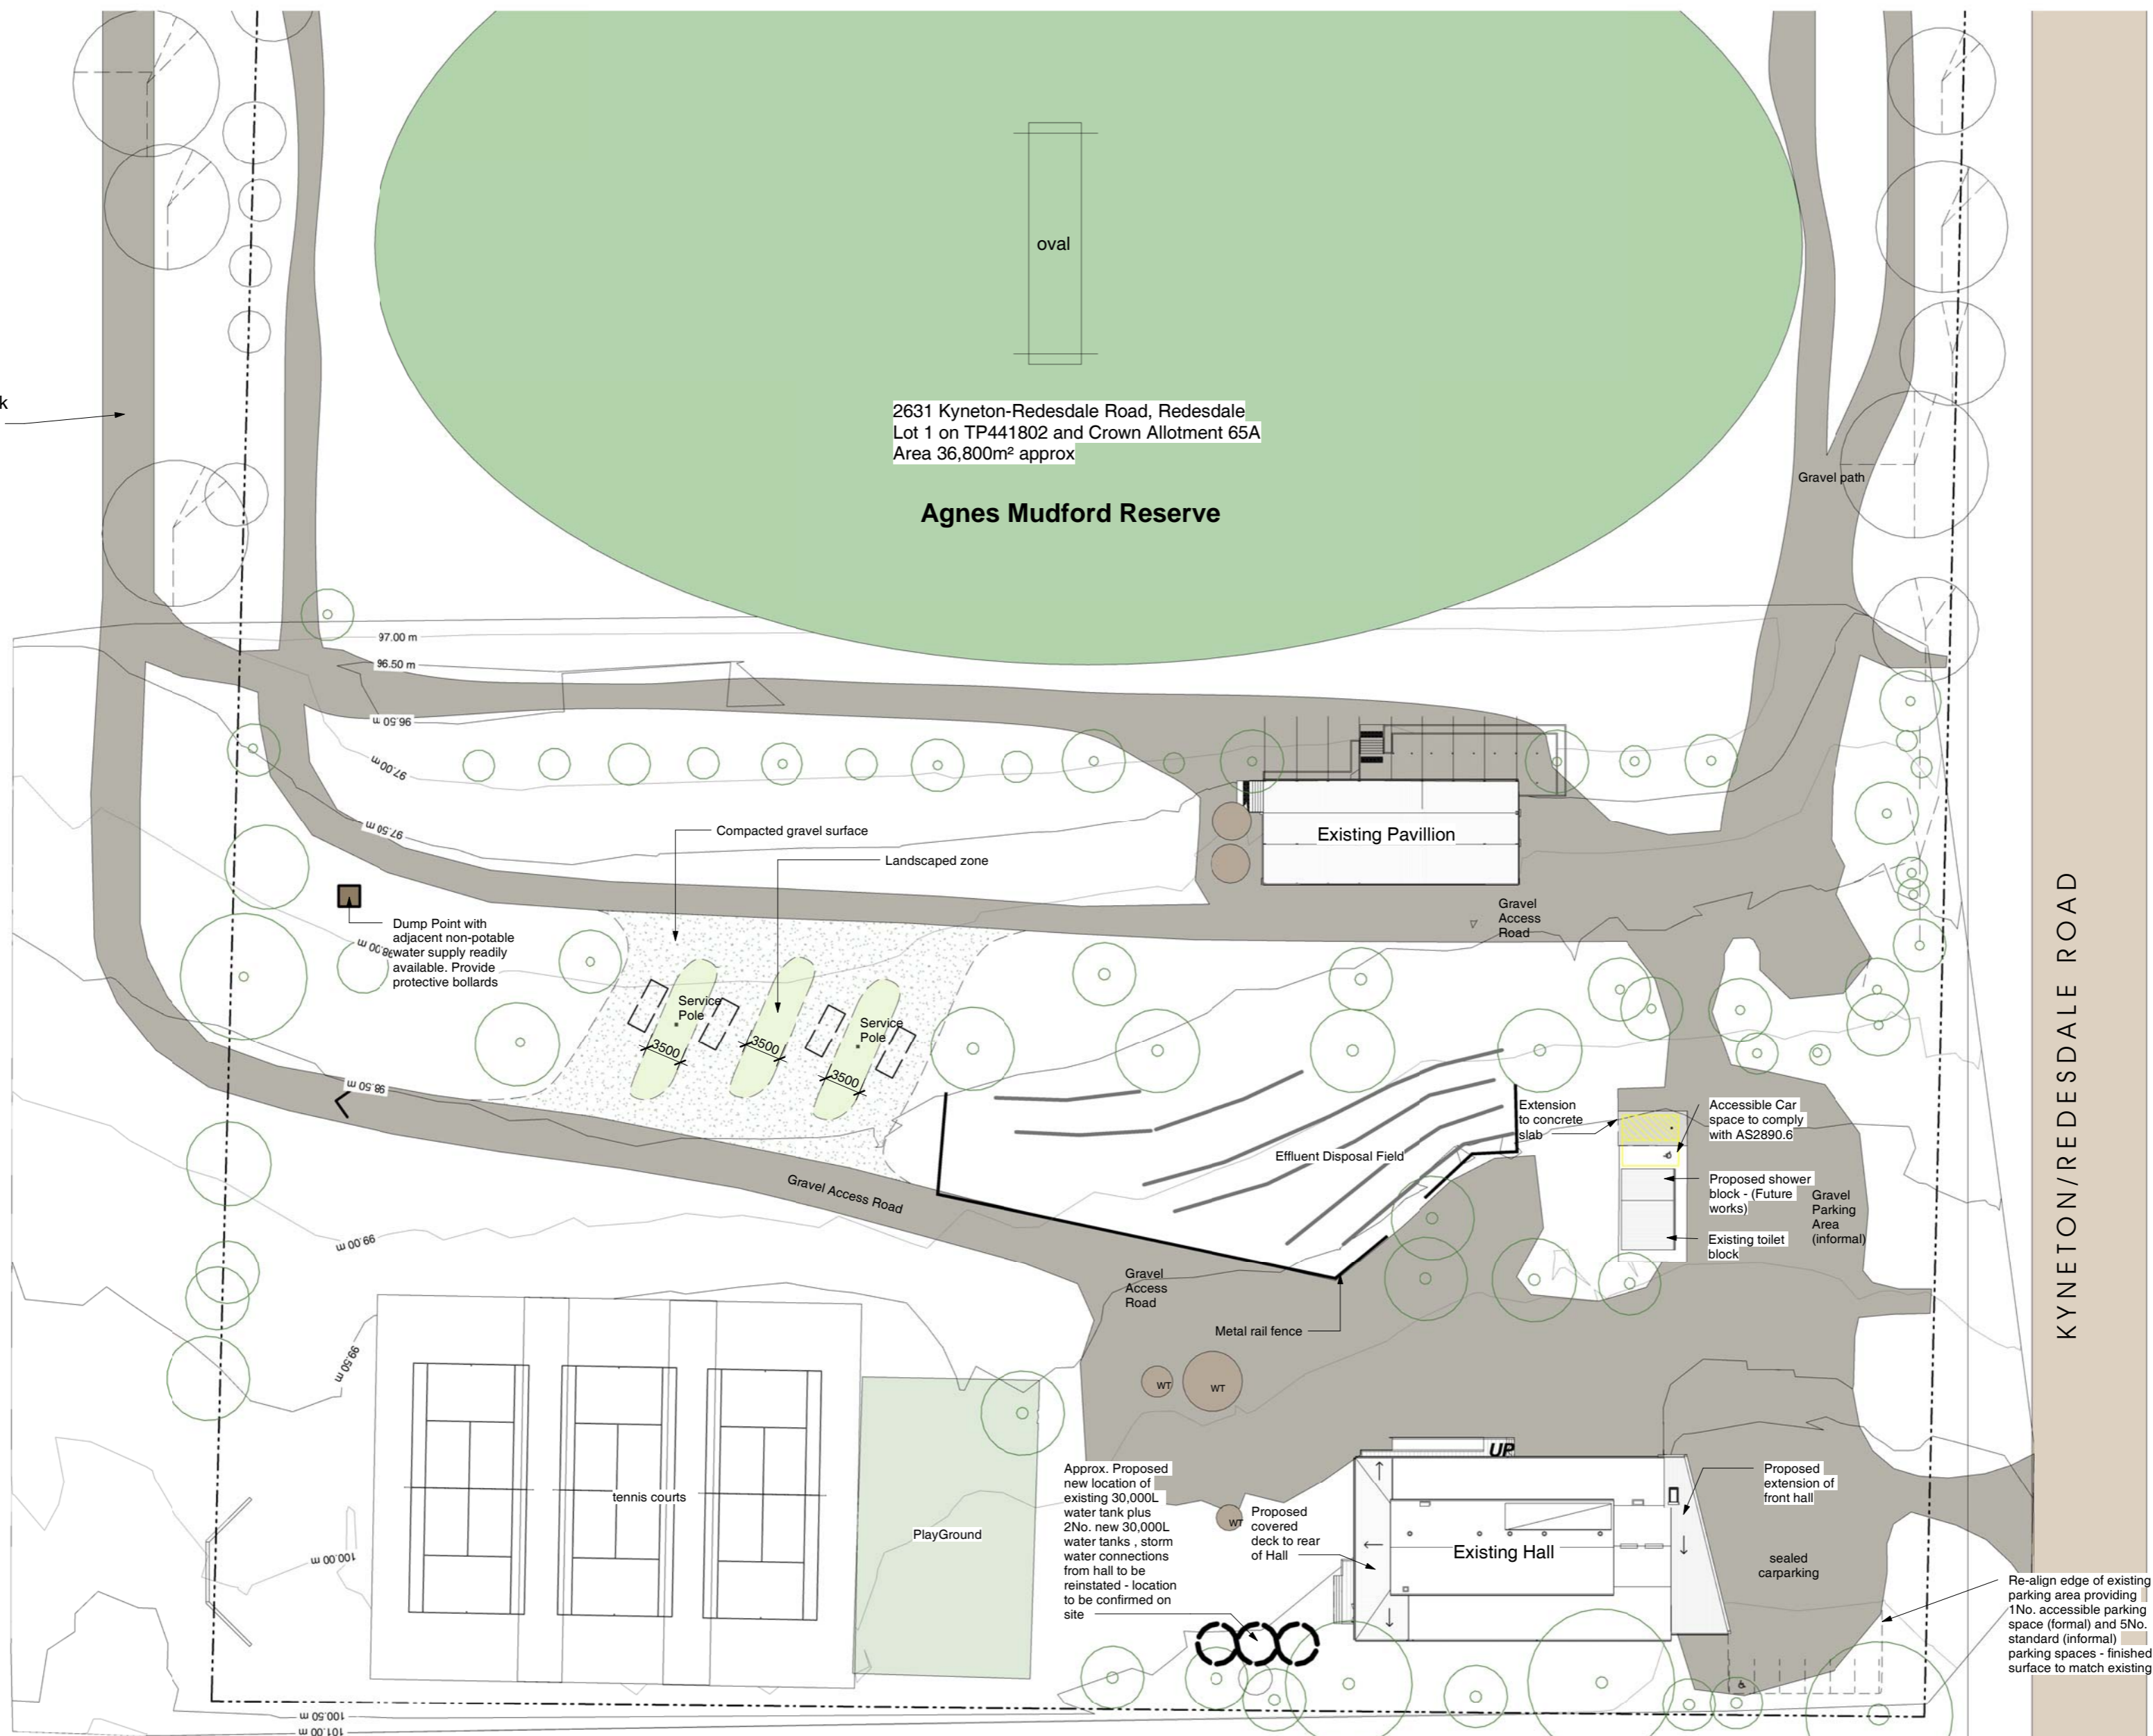 oval
k
2631 Kyneton-Redesdale Road, Redesdale
Lot 1 on TP441802 and Crown Allotment 65A
Area 36,800m² approx
Agnes Mudford Reserve
Gravel path
97.00 m
96.50 m
96.50 m
97.00 m
97.50 m
Compacted gravel surface
Landscaped zone
Existing Pavillion
Gravel
Access
Road
Dump Point with
adjacent non-potable
water supply readily
available. Provide
protective bollards
98.00 m
Service
Pole
Service
Pole
3500
3500
3500
98.50 m
Extension
to concrete
slab
Accessible Car
space to comply
with AS2890.6
Effluent Disposal Field
Proposed shower
block - (Future
works)
Gravel
Parking
Area
(informal)
Existing toilet
block
Gravel Access Road
99.00 m
Gravel
Access
Road
Metal rail fence
KYNETON/REDESDALE ROAD
99.50 m
WT
WT
UP
Approx. Proposed
new location of
existing 30,000L
water tank plus
2No. new 30,000L
water tanks , storm
water connections
from hall to be
reinstated - location
to be confirmed on
site
WT
Proposed
covered
deck to rear
of Hall
Proposed
extension of
front hall
tennis courts
PlayGround
Existing Hall
sealed
carparking
100.00 m
Re-align edge of existing
parking area providing
1No. accessible parking
space (formal) and 5No.
standard (informal)
parking spaces - finished
surface to match existing
100.50 m
101.00 m